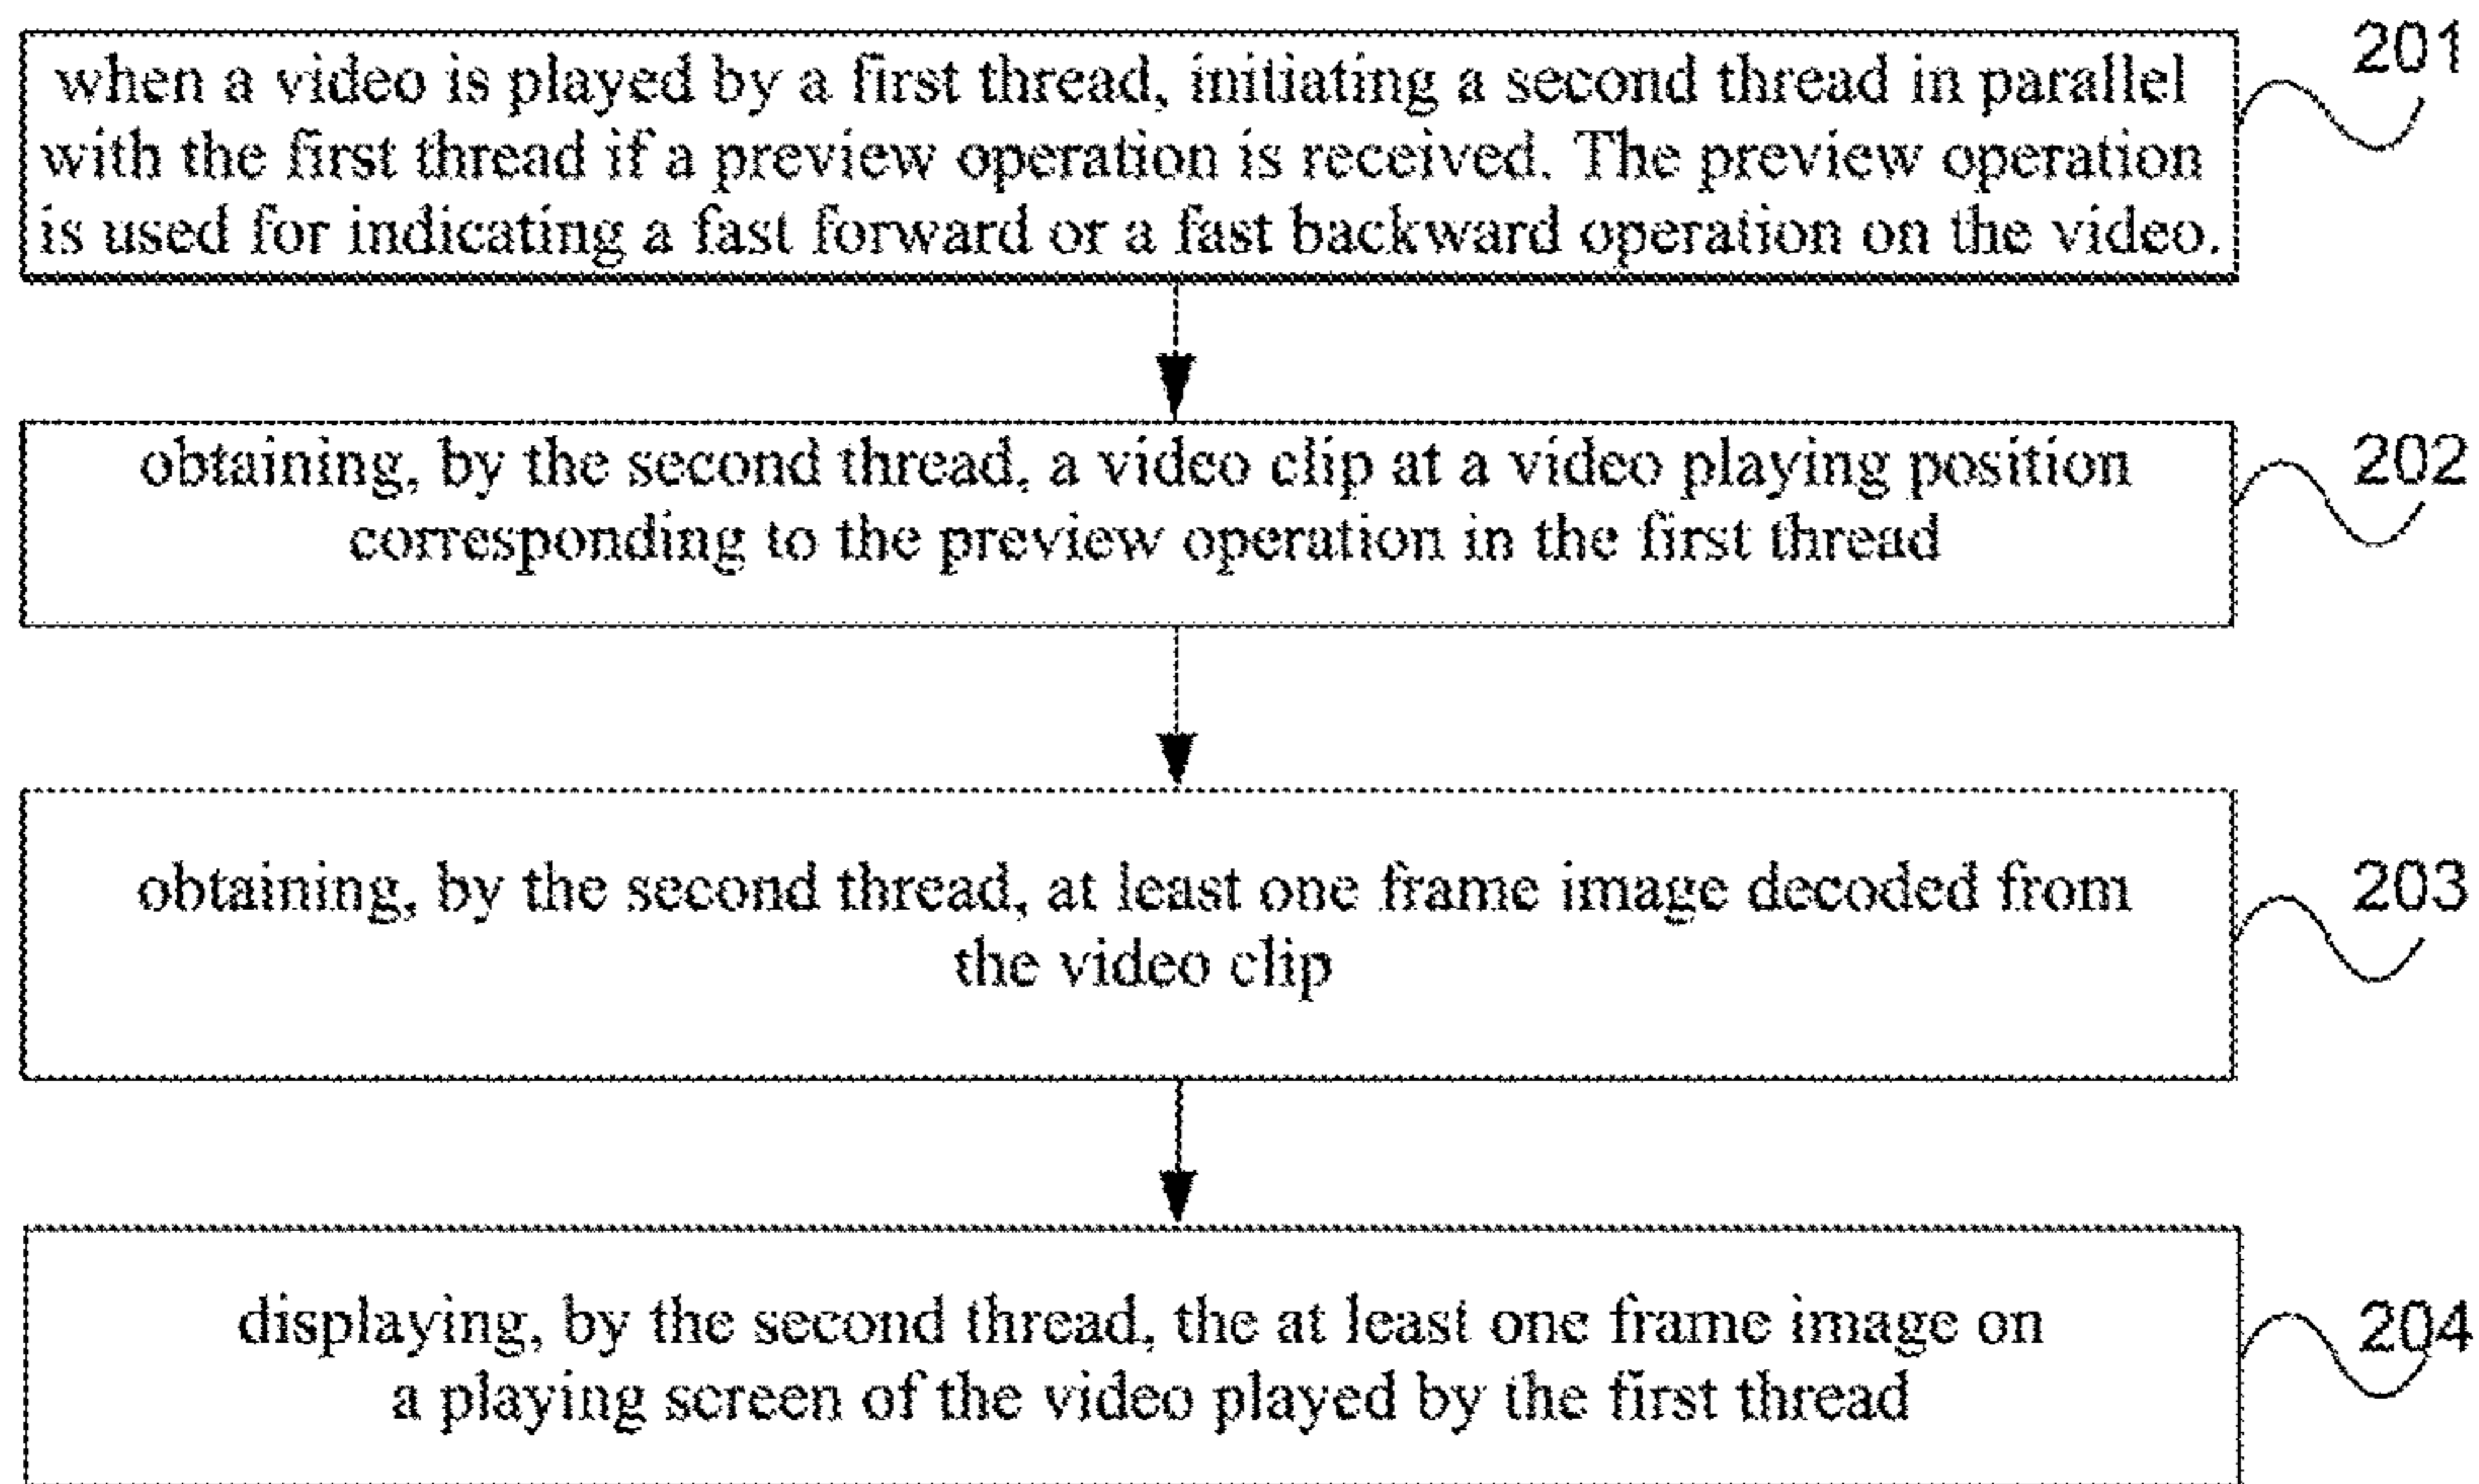 when a video is played by a first thread, initiating a second thread in parallel
with the first thread if a preview operation is received. The preview operation
is used for indicating a fast forward or a fast backward operation on the video.
201
obtaining, by the second thread, a video clip at a video playing position
corresponding to the preview operation in the first thread
202
obtaining, by the second thread, at least one frame image decoded from
the video clip
203
displaying, by the second thread, the at least one frame image on
a playing screen of the video played by the first thread
204